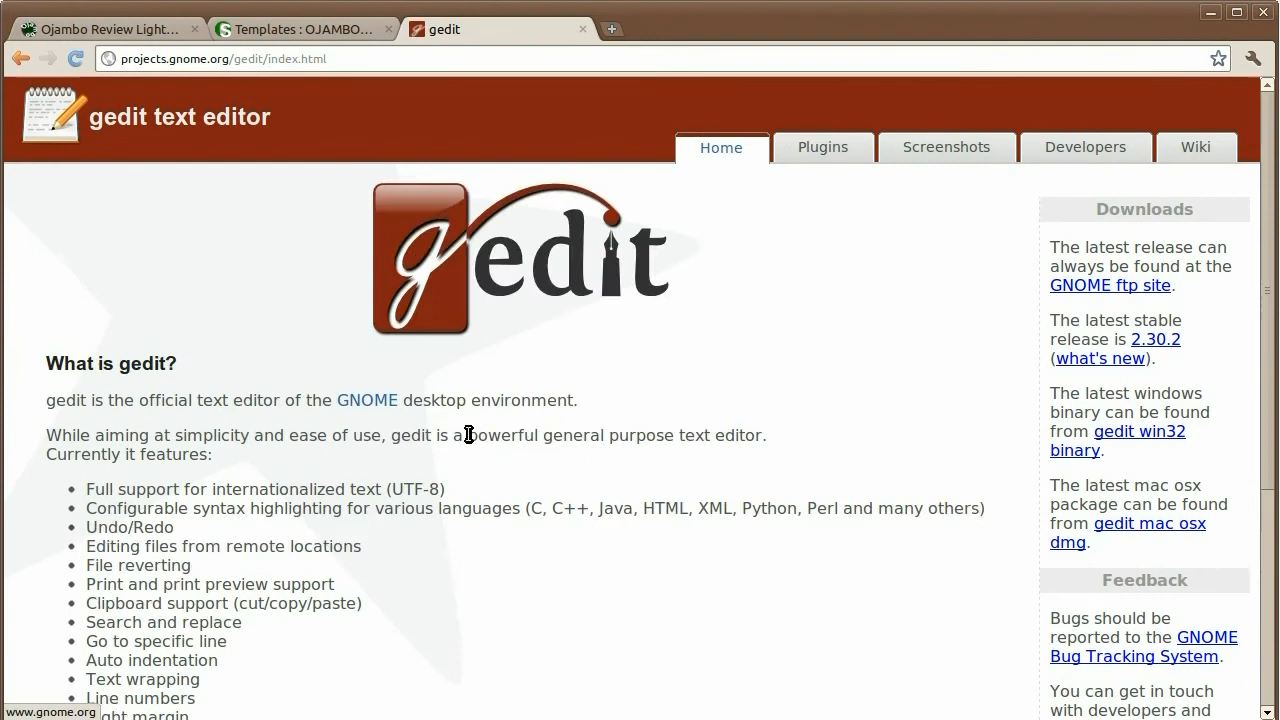 Ojambo Review Light...
Templates : OJAMBO...
gedit
projects.gnome.org/gedit/index.html
gedit text editor
Home
Plugins
Screenshots
Developers
Wiki
gedit
What is gedit?
gedit is the official text editor of the GNOME desktop environment.
While aiming at simplicity and ease of use, gedit is a powerful general purpose text editor.
Currently it features:
Full support for internationalized text (UTF-8)
Configurable syntax highlighting for various languages (C, C++, Java, HTML, XML, Python, Perl and many others)
Undo/Redo
Editing files from remote locations
File reverting
Print and print preview support
Clipboard support (cut/copy/paste)
Search and replace
Go to specific line
Auto indentation
Text wrapping
Line numbers
margin
www.gnome.org
Downloads
The latest release can
always be found at the
GNOME ftp site.
The latest stable
release is 2.30.2
(what's new).
The latest windows
binary can be found
from gedit win32
binary.
The latest mac osx
package can be found
from gedit mac osx
dmg.
Feedback
Bugs should be
reported to the GNOME
Bug Tracking System.
You can get in touch
with developers and